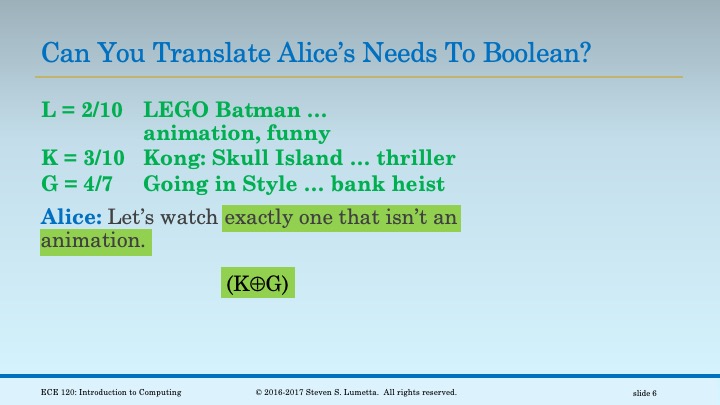 Can You Translate Alice’s Needs To Boolean?
L = 2/10 LEGO Batman …
animation, funny
K = 3/10 Kong: Skull Island … thriller
G = 4/7 Going in Style … bank heist
Alice: Let’s watch exactly one that isn’t an
animation.
(K⊕G)
ECE 120: Introduction to Computing © 2016-2017 Steven S. Lumetta. All rights reserved. slide 6